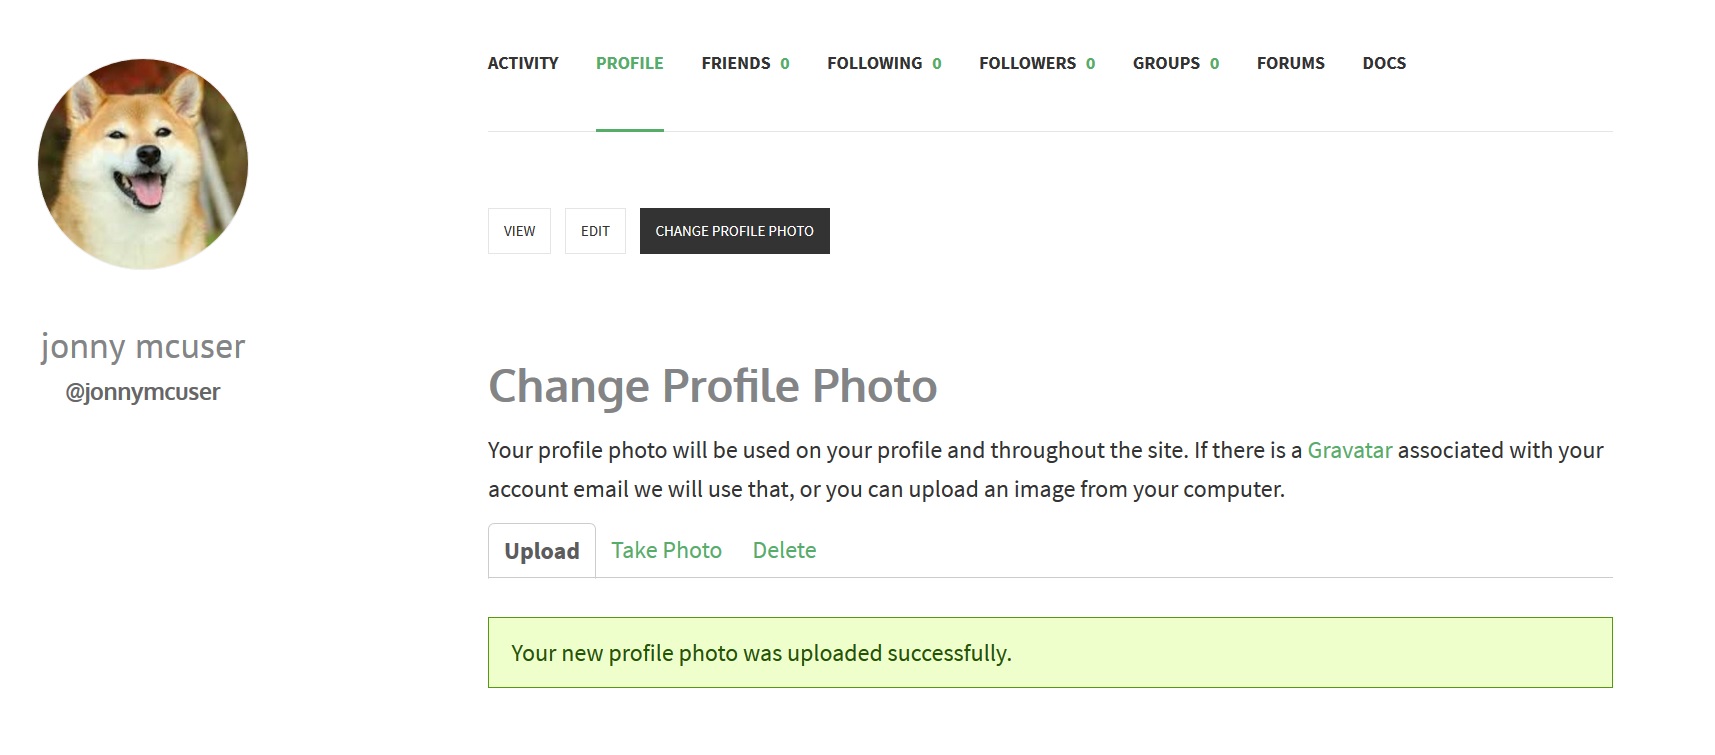 ACTIVITY PROFILE FRIENDS 0 FOLLOWING 0 FOLLOWERS 0 GROUPS 0 FORUMS DOCS
VIEW EDIT CHANGE PROFILE PHOTO
jonny mcuser
@jonnymcuser
Change Profile Photo
Your profile photo will be used on your profile and throughout the site. If there is a Gravatar associated with your
account email we will use that, or you can upload an image from your computer.
Upload Take Photo Delete
Your new profile photo was uploaded successfully.